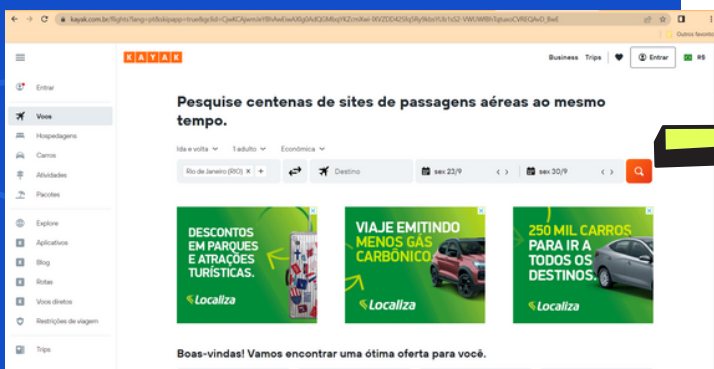 Outros favoritos
KAYAK
Business Trips
Entrar
R$
Entrar
Voos
Hospedagens
Carros
Atividades
Pacotes
Explore
Aplicativos
Blog
Rotas
Voos diretos
Restrições de viagem
Trips
Pesquise centenas de sites de passagens aéreas ao mesmo
tempo.
Ida e volta 1 adulto Econômica
Rio de Janeiro (RIO) × + Destino sex 23/9 sex 30/9
DESCONTOS
EM PARQUES
E ATRAÇÕES
TURÍSTICAS.
Localiza
VIAJE EMITINDO
MENOS GÁS
CARBÔNICO.
Localiza
250 MIL CARROS
PARA IR A
TODOS OS
DESTINOS.
Localiza
Boas-vindas! Vamos encontrar uma ótima oferta para você.